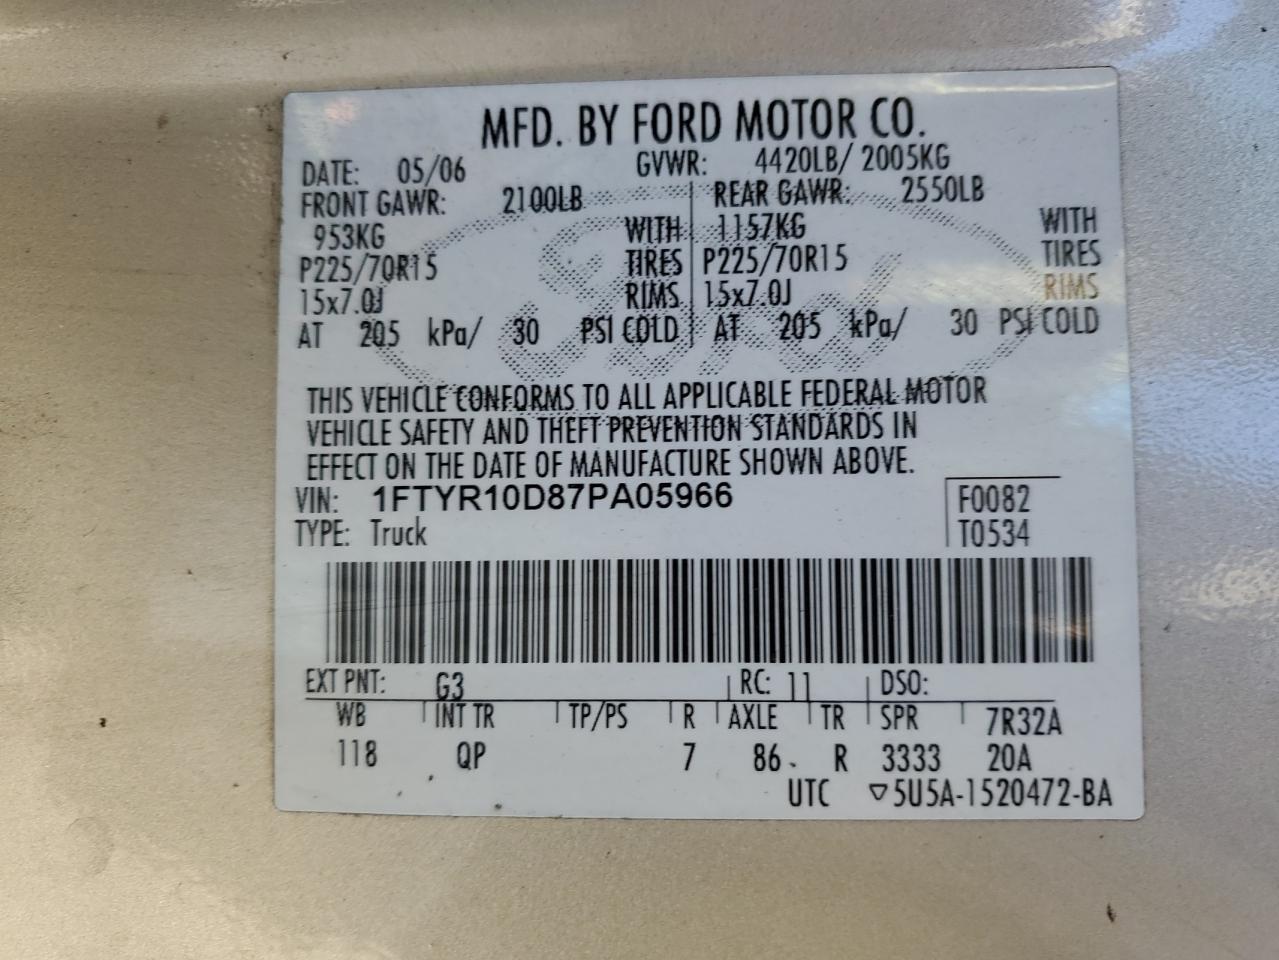 MFD. BY FORD MOTOR CO.
DATE: 05/06 GVWR: 4420LB/ 2005KG
FRONT GAWR: 2100LB REAR GAWR: 2550LB
953KG WITH 1157KG WITH
P225/70R15 TIRES P225/70R15 TIRES
15x7.0J RIMS 15x7.0J RIMS
AT 205 kPa/ 30 PSI COLD AT 205 kPa/ 30 PSI COLD
Ford
THIS VEHICLE CONFORMS TO ALL APPLICABLE FEDERAL MOTOR
VEHICLE SAFETY AND THEFT PREVENTION STANDARDS IN
EFFECT ON THE DATE OF MANUFACTURE SHOWN ABOVE.
VIN: 1FTYR10D87PA05966 F0082
TYPE: Truck T0534
EXT PNT: G3 RC: 11 DSO:
WB INT TR TP/PS R AXLE TR SPR 7R32A
118 QP 7 86 R 3333 20A
UTC ▽5U5A-1520472-BA